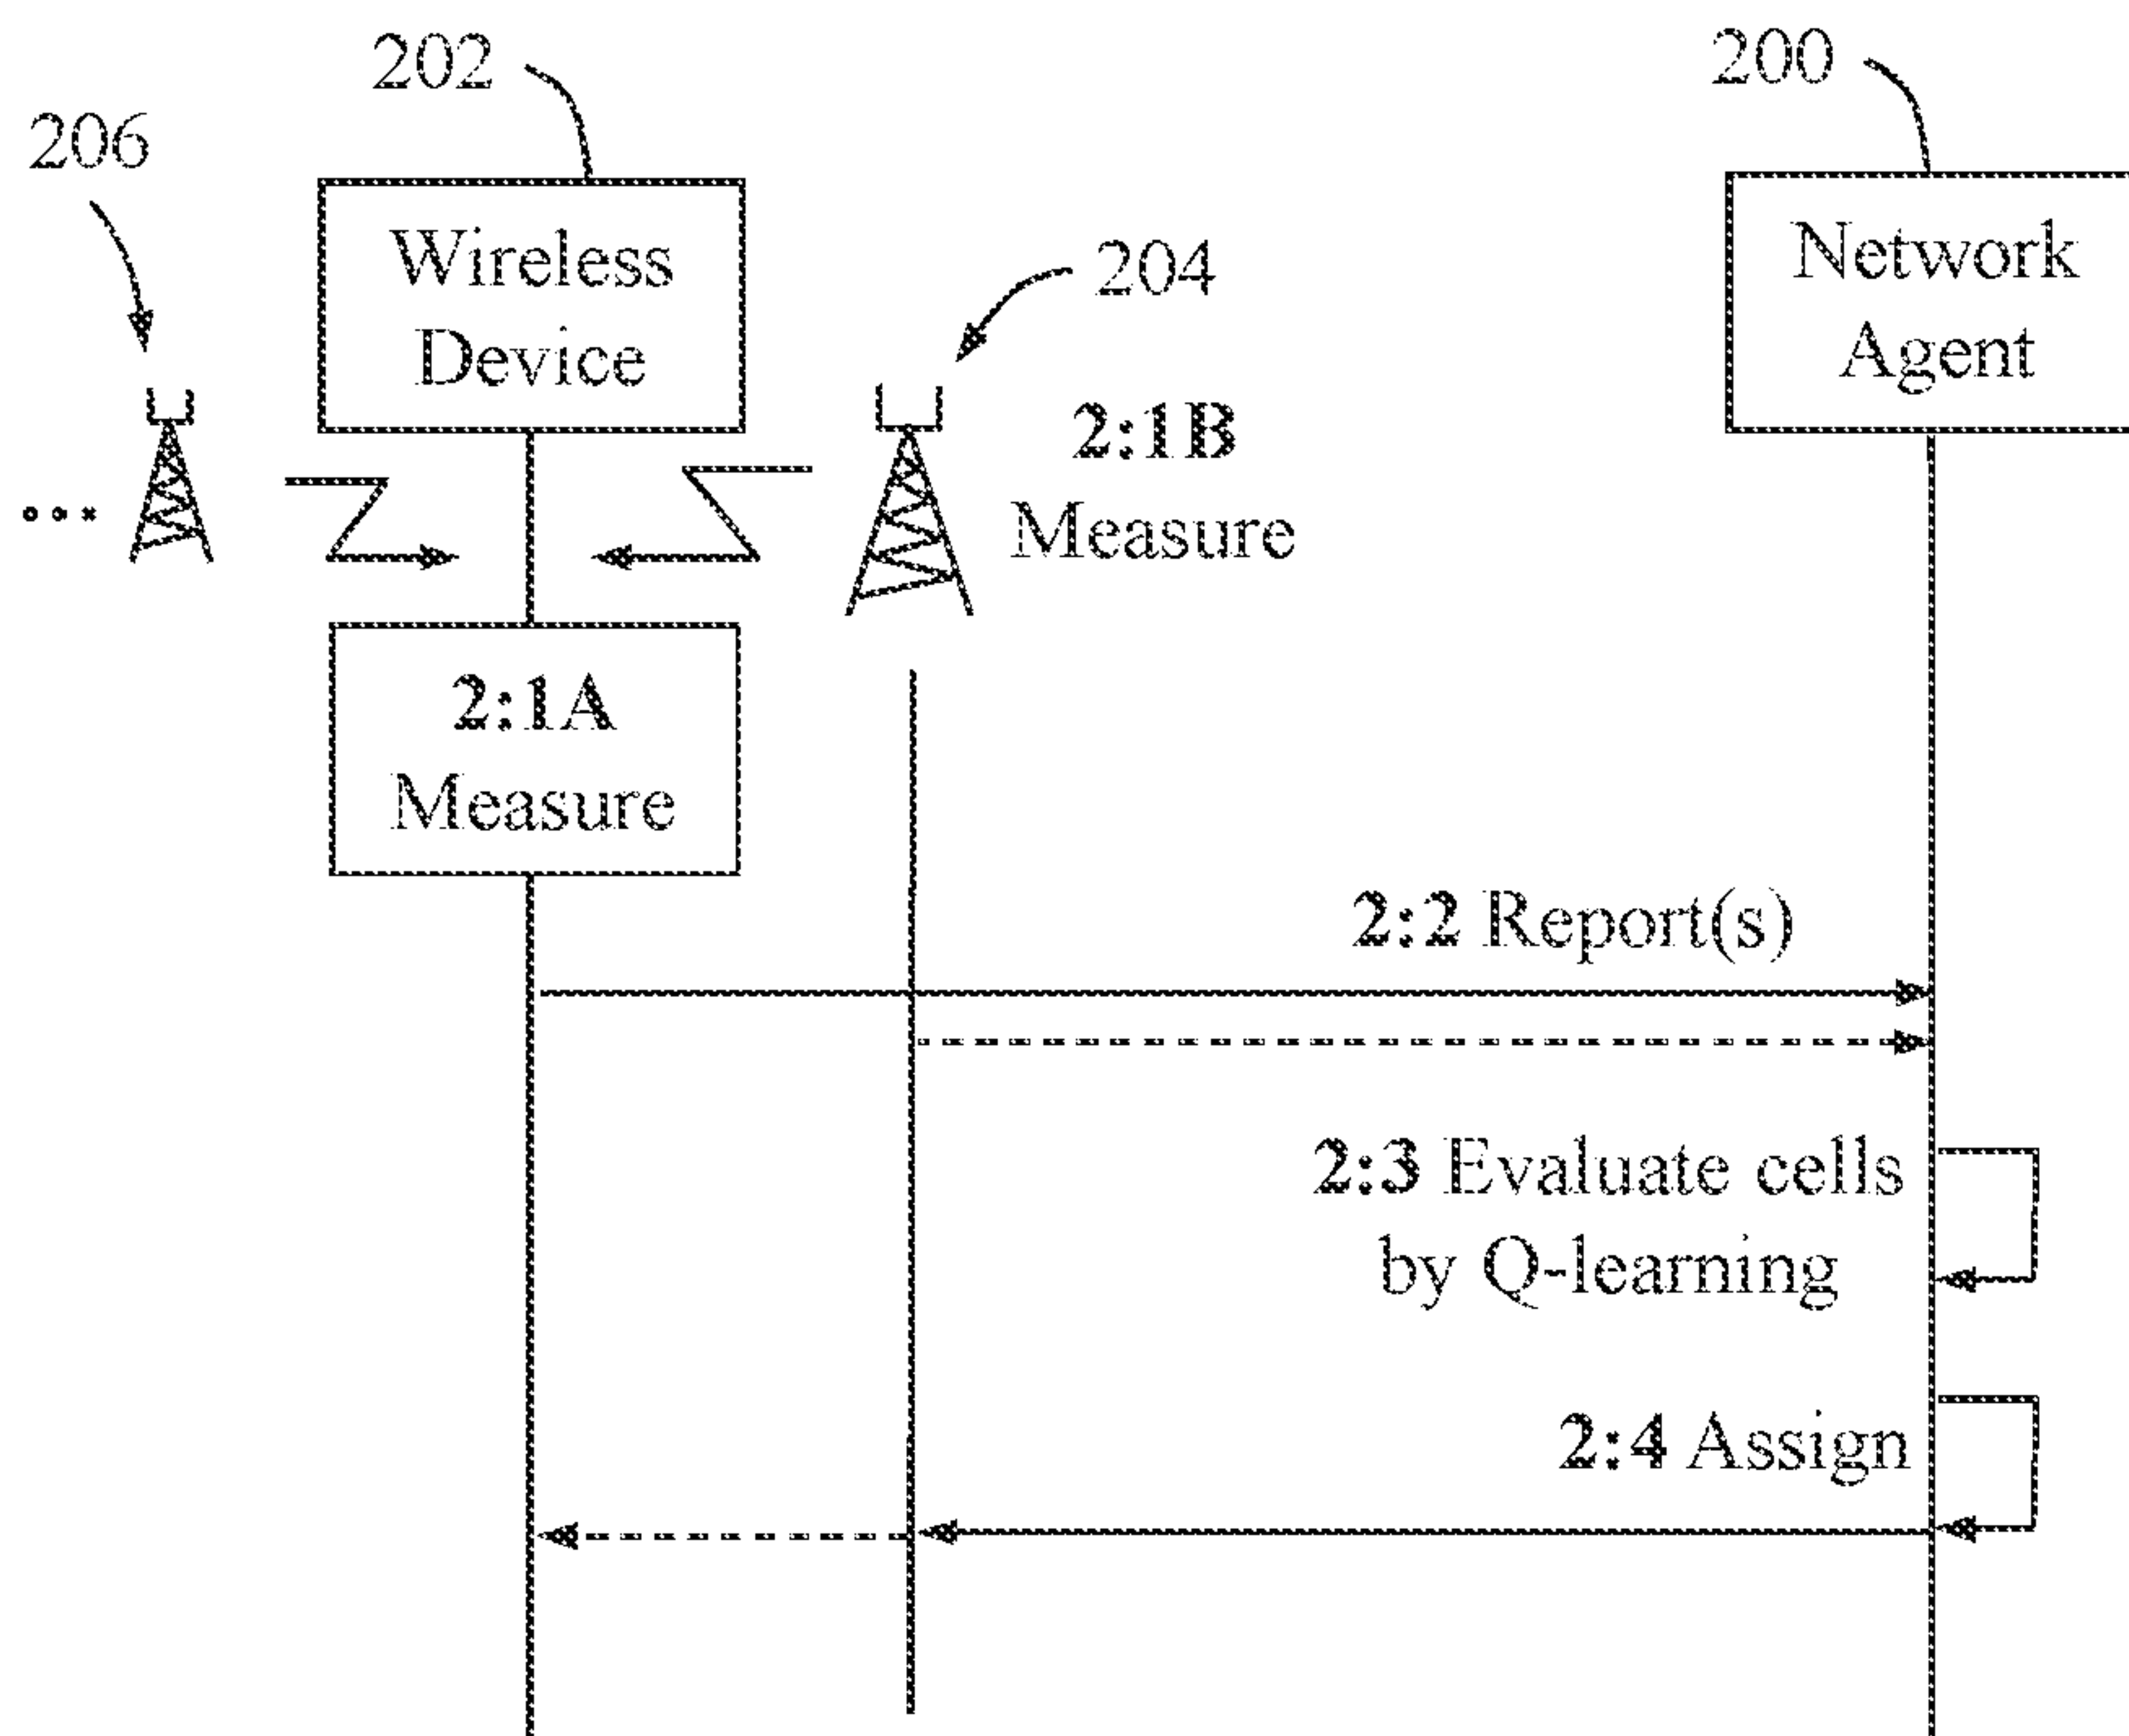 202
200
206
Wireless
Device
204
Network
Agent
2:1B
Measure
...
2:1A
Measure
2:2 Report(s)
2:3 Evaluate cells
by Q-learning
2:4 Assign